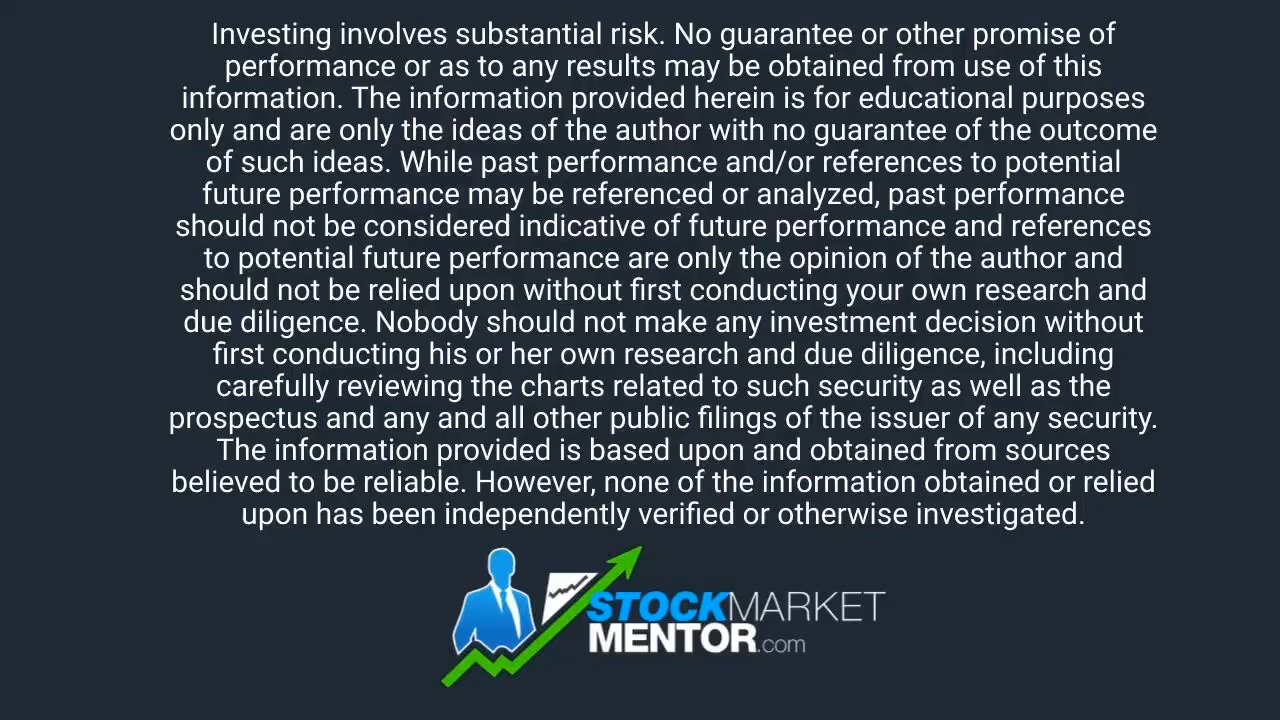 Investing involves substantial risk. No guarantee or other promise of
performance or as to any results may be obtained from use of this
information. The information provided herein is for educational purposes
only and are only the ideas of the author with no guarantee of the outcome
of such ideas. While past performance and/or references to potential
future performance may be referenced or analyzed, past performance
should not be considered indicative of future performance and references
to potential future performance are only the opinion of the author and
should not be relied upon without first conducting your own research and
due diligence. Nobody should not make any investment decision without
first conducting his or her own research and due diligence, including
carefully reviewing the charts related to such security as well as the
prospectus and any and all other public filings of the issuer of any security.
The information provided is based upon and obtained from sources
believed to be reliable. However, none of the information obtained or relied
upon has been independently verified or otherwise investigated.
STOCKMARKET
MENTOR.com